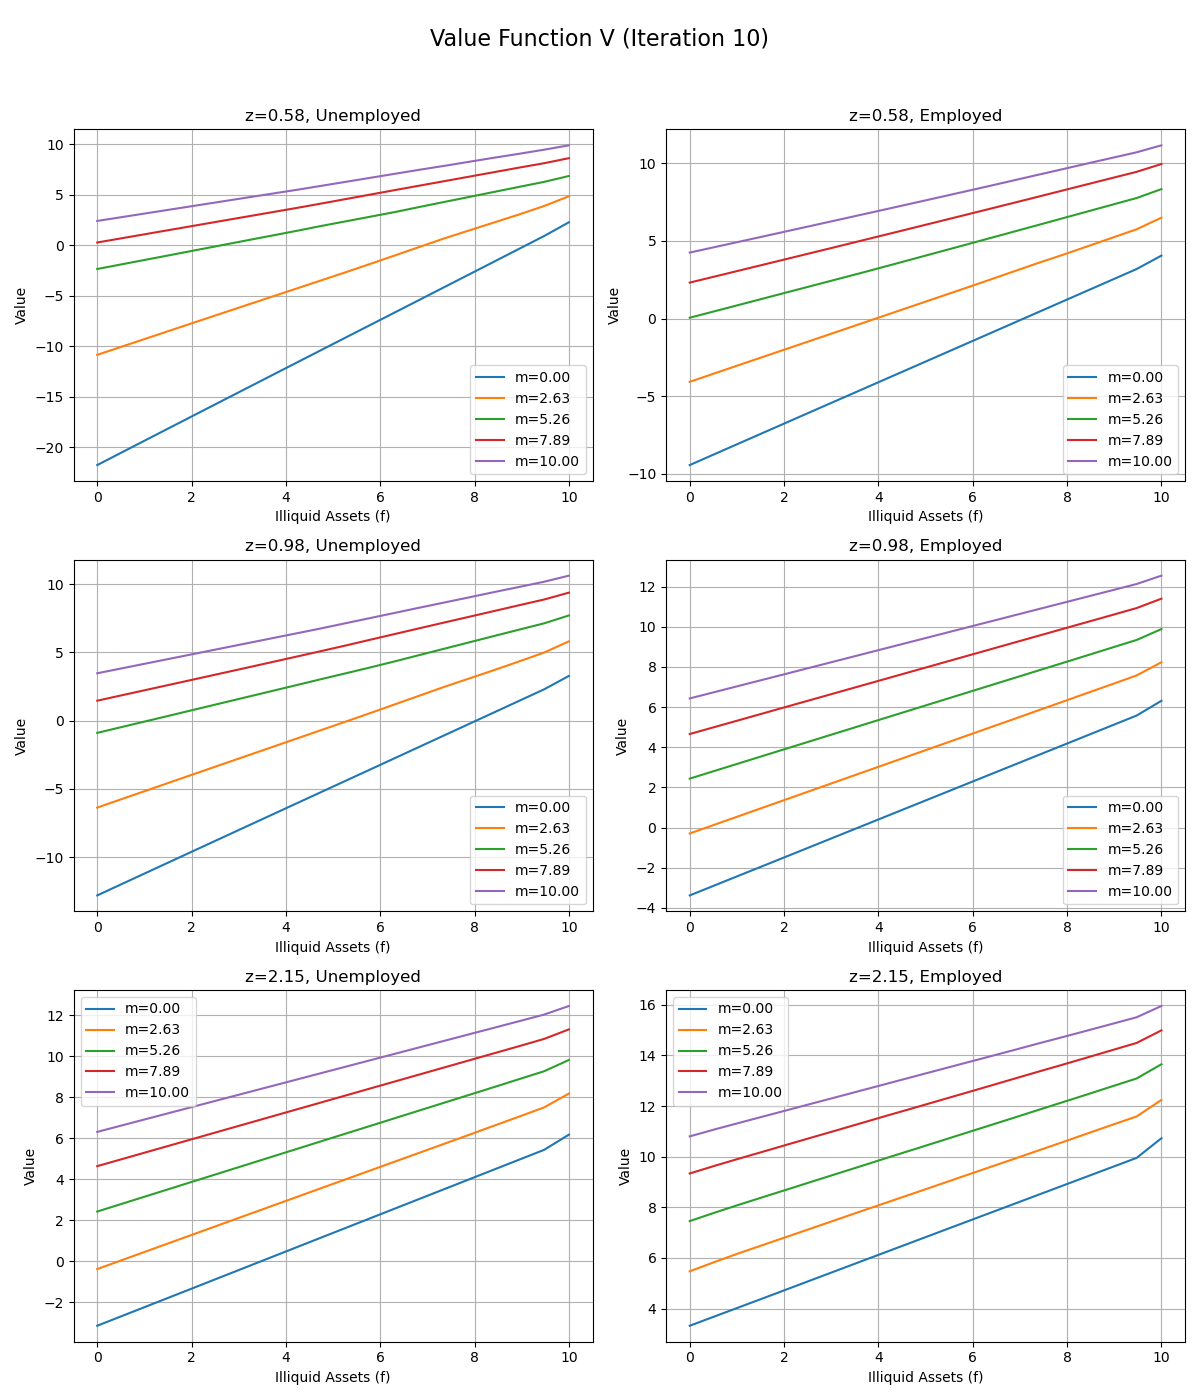 Value Function V (Iteration 10)
z=0.58, Unemployed
10
5
0
−5
−10
−15
−20
Value
m=0.00
m=2.63
m=5.26
m=7.89
m=10.00
0 2 4 6 8 10
Illiquid Assets (f)
z=0.58, Employed
10
5
0
−5
−10
Value
m=0.00
m=2.63
m=5.26
m=7.89
m=10.00
0 2 4 6 8 10
Illiquid Assets (f)
z=0.98, Unemployed
10
5
0
−5
−10
Value
m=0.00
m=2.63
m=5.26
m=7.89
m=10.00
0 2 4 6 8 10
Illiquid Assets (f)
z=0.98, Employed
12
10
8
6
4
2
0
−2
−4
Value
m=0.00
m=2.63
m=5.26
m=7.89
m=10.00
0 2 4 6 8 10
Illiquid Assets (f)
z=2.15, Unemployed
12
10
8
6
4
2
0
−2
Value
m=0.00
m=2.63
m=5.26
m=7.89
m=10.00
0 2 4 6 8 10
Illiquid Assets (f)
z=2.15, Employed
16
14
12
10
8
6
4
Value
m=0.00
m=2.63
m=5.26
m=7.89
m=10.00
0 2 4 6 8 10
Illiquid Assets (f)